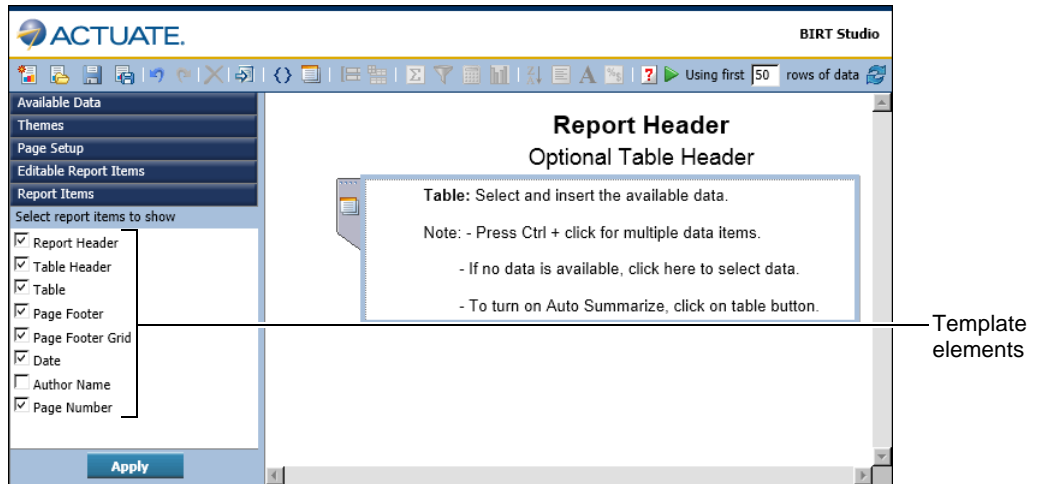 ACTUATE.
BIRT Studio
Using first 50 rows of data
Available Data
Themes
Page Setup
Editable Report Items
Report Items
Select report items to show
Report Header
Table Header
Table
Page Footer
Page Footer Grid
Date
Author Name
Page Number
Apply
Report Header
Optional Table Header
Table: Select and insert the available data.
Note: - Press Ctrl + click for multiple data items.
- If no data is available, click here to select data.
- To turn on Auto Summarize, click on table button.
Template
elements